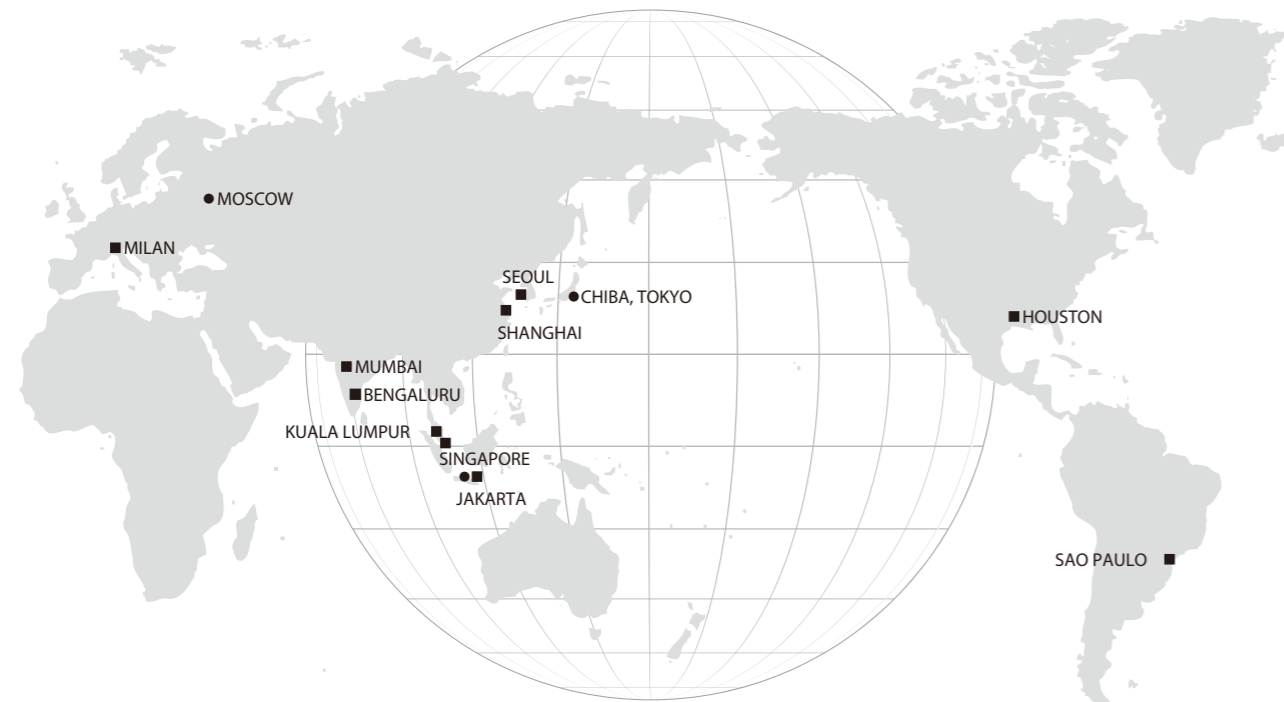 MOSCOW
MILAN
SEOUL
CHIBA, TOKYO
HOUSTON
SHANGHAI
MUMBAI
BENGALURU
KUALA LUMPUR
SINGAPORE
JAKARTA
SAO PAULO